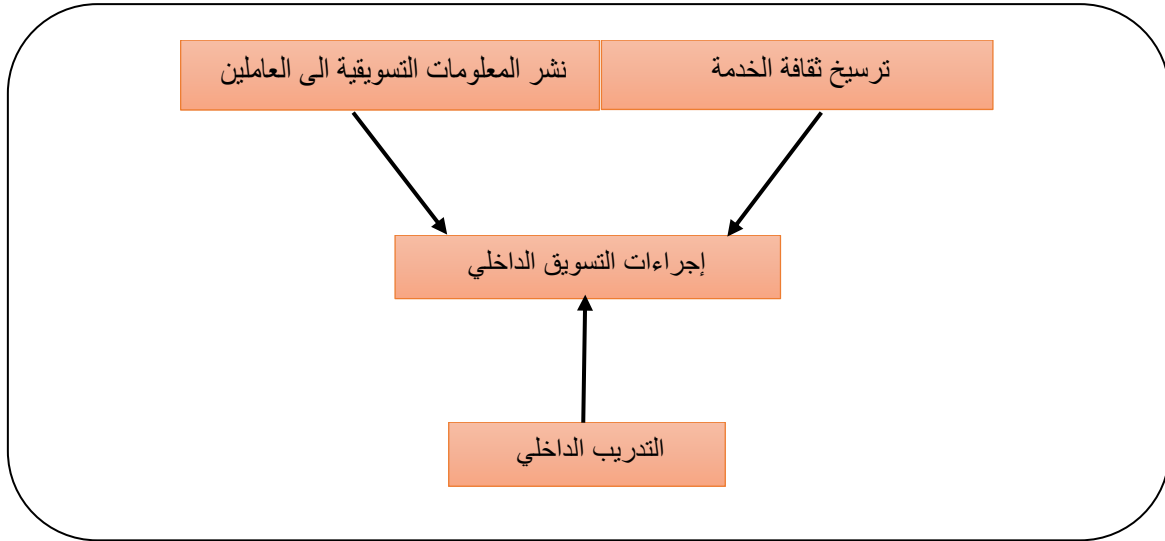 ترسيخ ثقافة الخدمة
نشر المعلومات التسويقية الى العاملين
إجراءات التسويق الداخلي
التدريب الداخلي